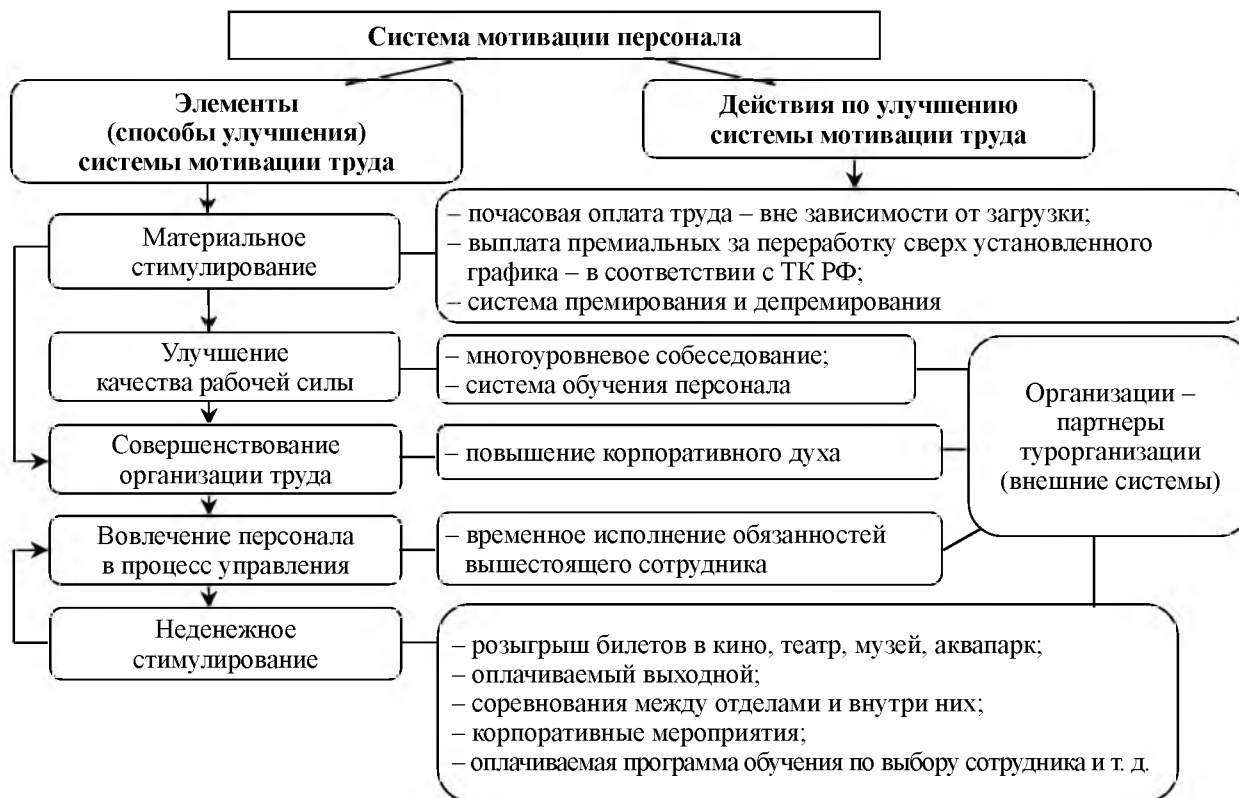 Система мотивации персонала
Элементы
(способы улучшения)
системы мотивации труда
Действия по улучшению
системы мотивации труда
Материальное
стимулирование
– почасовая оплата труда – вне зависимости от загрузки;
– выплата премиальных за переработку сверх установленного
графика – в соответствии с ТК РФ;
– система премирования и депремирования
Улучшение
качества рабочей силы
– многоуровневое собеседование;
– система обучения персонала
Организации –
партнеры
турорганизации
(внешние системы)
Совершенствование
организации труда
– повышение корпоративного духа
Вовлечение персонала
в процесс управления
– временное исполнение обязанностей
вышестоящего сотрудника
Неденежное
стимулирование
– розыгрыш билетов в кино, театр, музей, аквапарк;
– оплачиваемый выходной;
– соревнования между отделами и внутри них;
– корпоративные мероприятия;
– оплачиваемая программа обучения по выбору сотрудника и т. д.